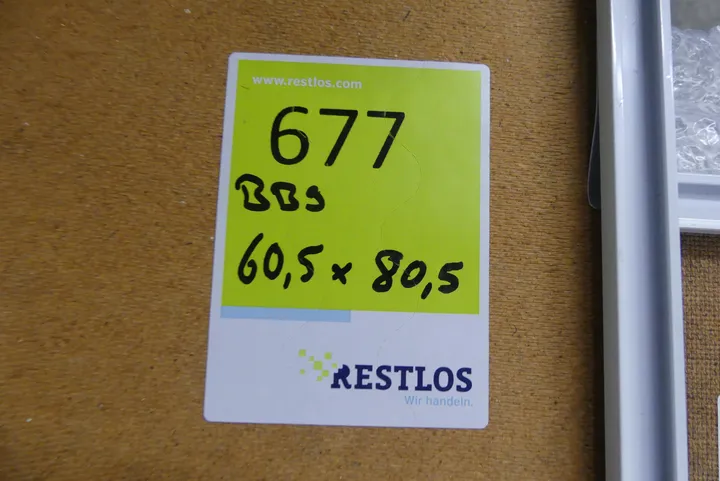 www.restlos.com
677
BBS
60,5 x 80,5
RESTLOS
Wir handeln.